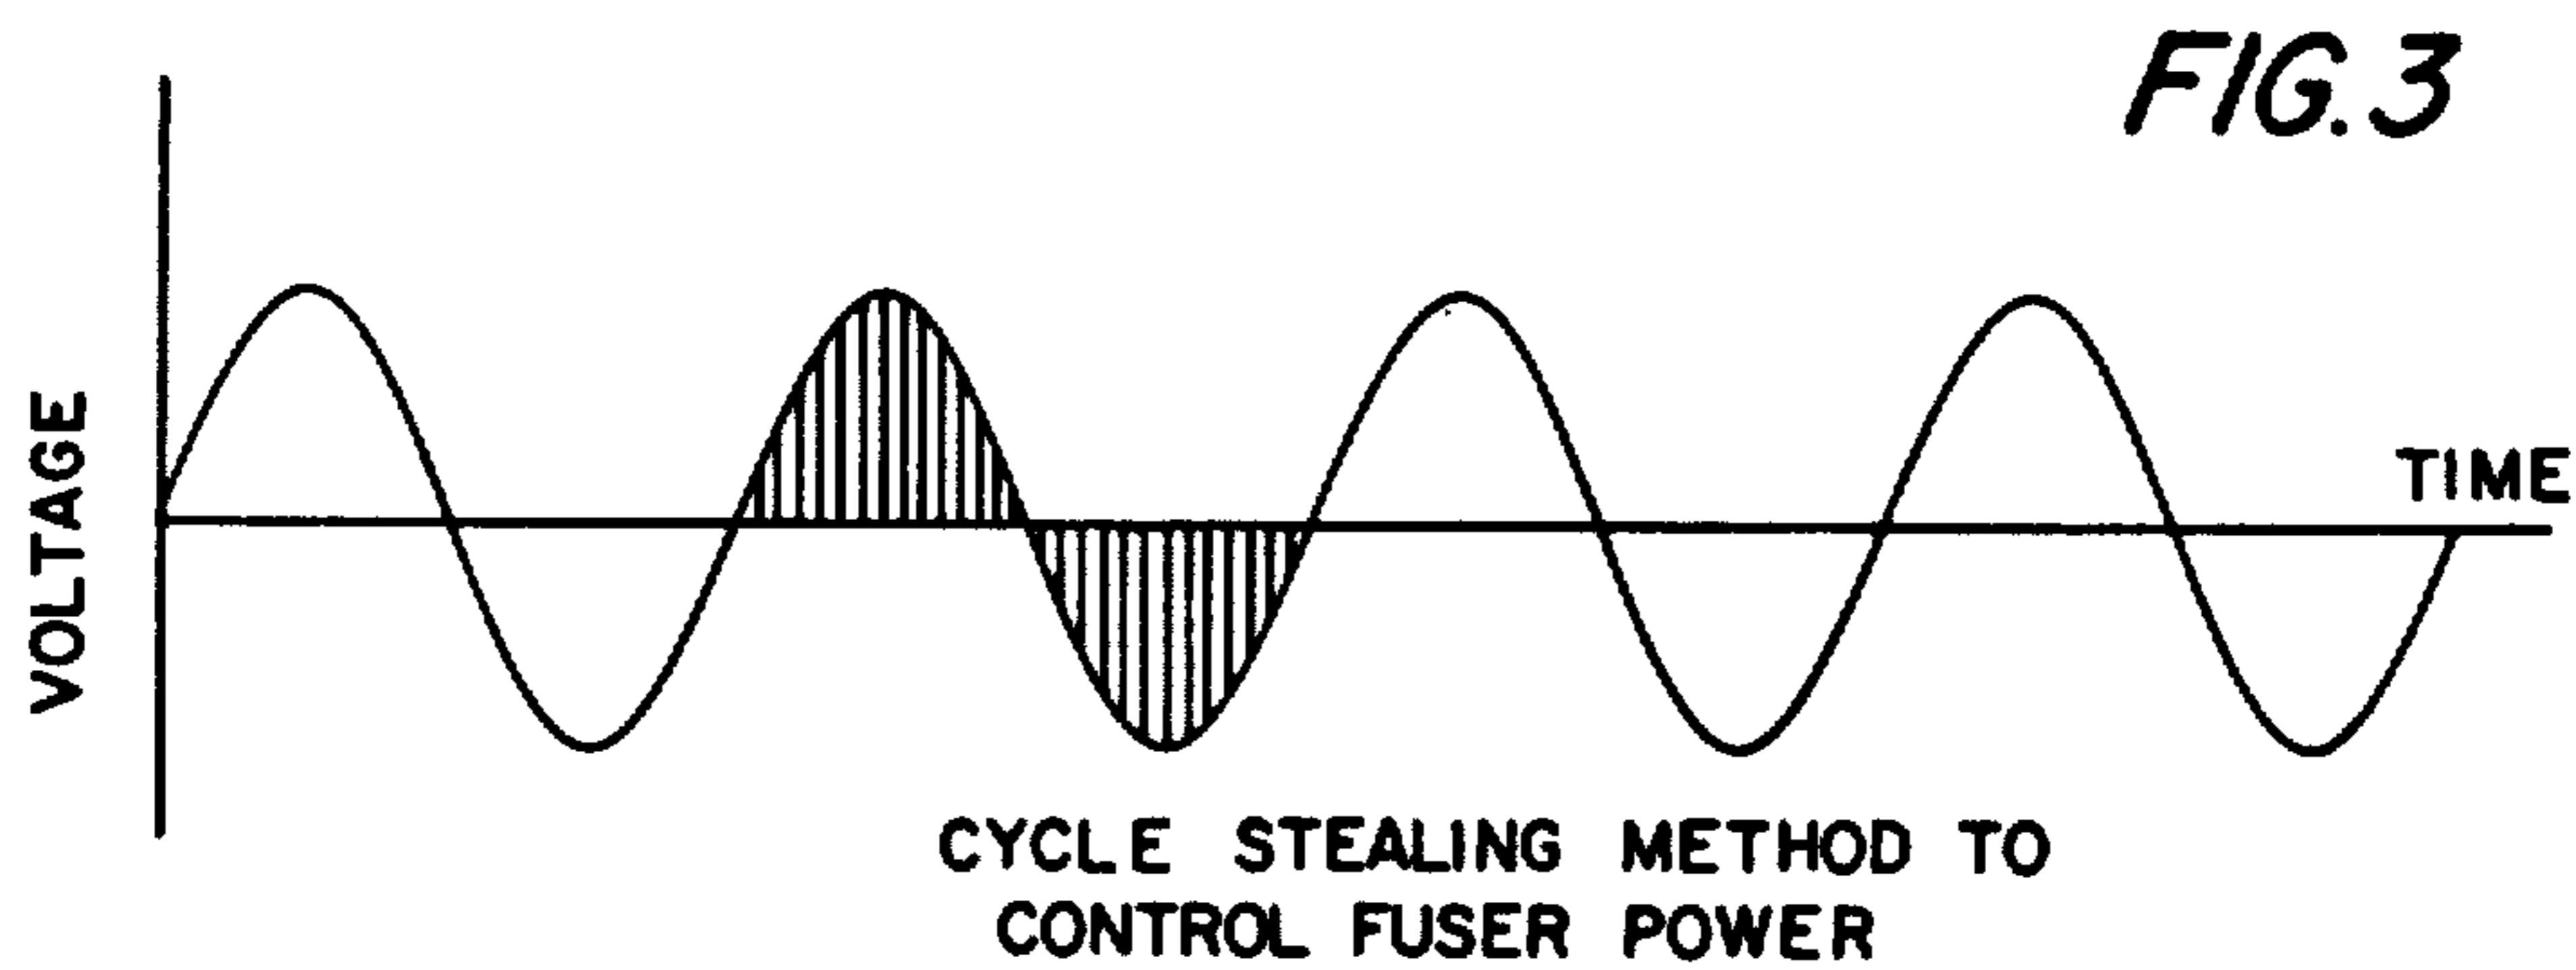 FIG.3
VOLTAGE
TIME
CYCLE STEALING METHOD TO
CONTROL FUSER POWER